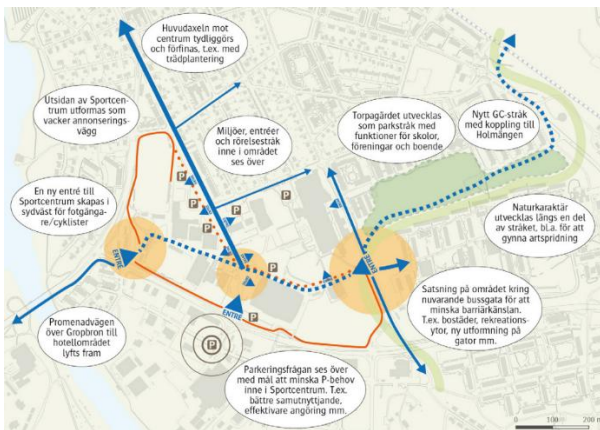 Huvudaxeln mot
centrum tydliggörs
och förfinas, t.ex. med
trädplantering
Utsidan av Sportcen-
trum utformas som
vacker annonserings-
vägg
Miljöer, entréer
och rörelsestråk
inne i området
ses över
Torpagärdet utvecklas
som parkstråk med
funktioner för skolor,
föreningar och boende
Nytt GC-stråk
med koppling till
Holmängen
En ny entré till
Sportcentrum skapas i
sydväst för fotgänga-
re/cyklister
Naturkaraktär
utvecklas längs en del
av stråket, bl.a. för att
gynna artspridning
P
P
P
P
P
P
P
P
ENTRÉ
ENTRÉ
ENTRÉ
Satsning på området kring
nuvarande bussgata för att
minska barriärkänslan.
T.ex. bostäder, rekreations-
ytor, ny utformning på
gator mm.
Promenadvägen
över Gropbron till
hotellområdet
lyfts fram
Parkeringsfrågan ses över
med mål att minska P-behov
inne i Sportcentrum. T.ex.
bättre samutnyttjande,
effektivare angöring mm.
0 100 200 m